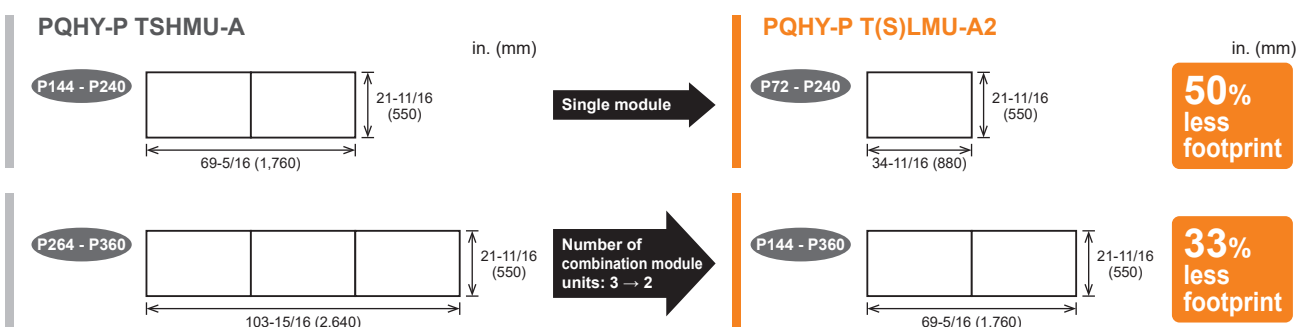 PQHY-P TSHMU-A
in. (mm)
P144 - P240
21-11/16
(550)
69-5/16 (1,760)
Single module
PQHY-P T(S)LMU-A2
in. (mm)
P72 - P240
21-11/16
(550)
34-11/16 (880)
50%
less
footprint
P264 - P360
21-11/16
(550)
103-15/16 (2,640)
Number of
combination module
units: 3 → 2
P144 - P360
21-11/16
(550)
69-5/16 (1,760)
33%
less
footprint